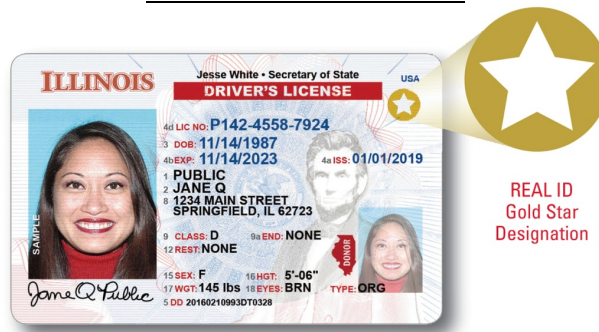 ILLINOIS
Jesse White • Secretary of State
USA
DRIVER'S LICENSE
4d LIC NO: P142-4558-7924
3 DOB: 11/14/1987
4b EXP: 11/14/2023
4a ISS: 01/01/2019
1 PUBLIC
2 JANE Q
8 1234 MAIN STREET
SPRINGFIELD, IL 62723
9 CLASS: D 9a END: NONE
12 REST: NONE
DONOR
15 SEX: F 16 HGT: 5'-06"
17 WGT: 145 lbs 18 EYES: BRN TYPE: ORG
5 DD 20160210993DT0328
SAMPLE
Jane Q Public
REAL ID
Gold Star
Designation